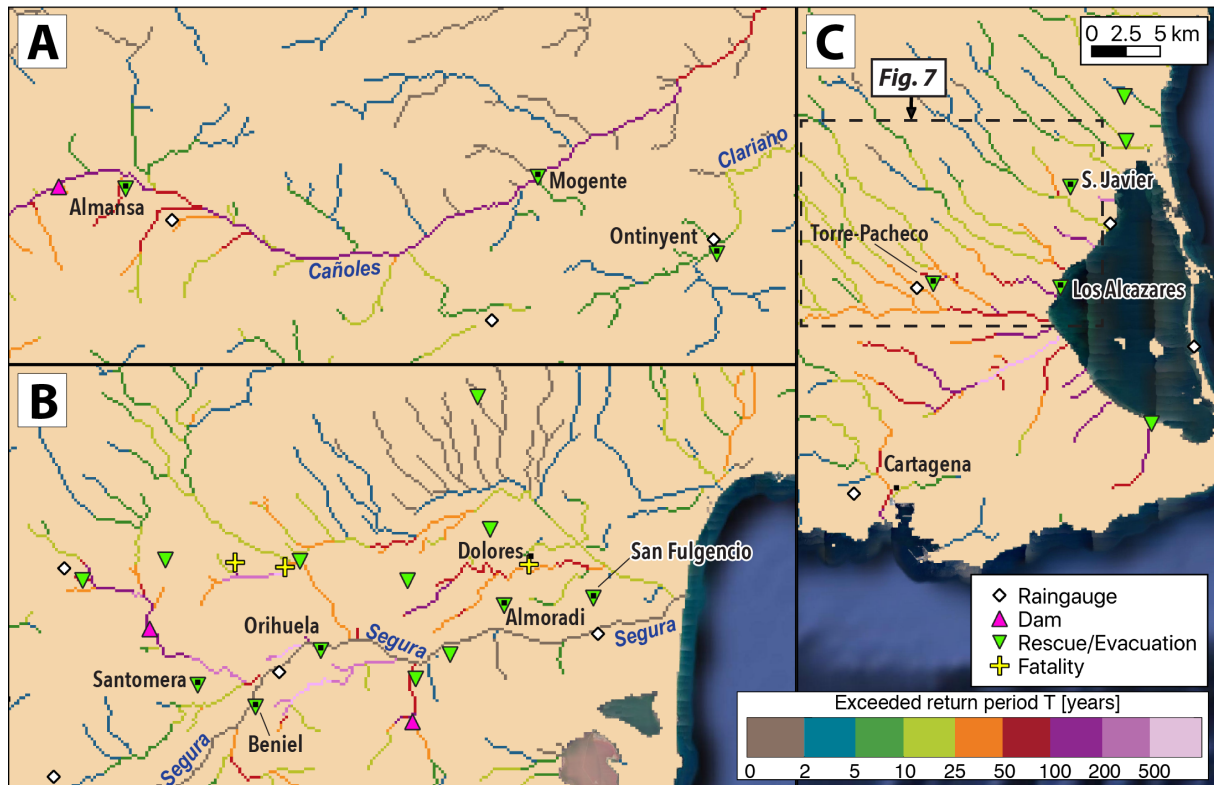 A
Almansa
Cañoles
Mogente
Clariano
Ontinyent
B
Dolores
San Fulgencio
Orihuela
Segura
Almoradi
Segura
Santomera
Beniel
Segura
C
0 2.5 5 km
Fig. 7
S. Javier
Torre-Pacheco
Los Alcazares
Cartagena
Raingauge
Dam
Rescue/Evacuation
Fatality
Exceeded return period T [years]
0 2 5 10 25 50 100 200 500